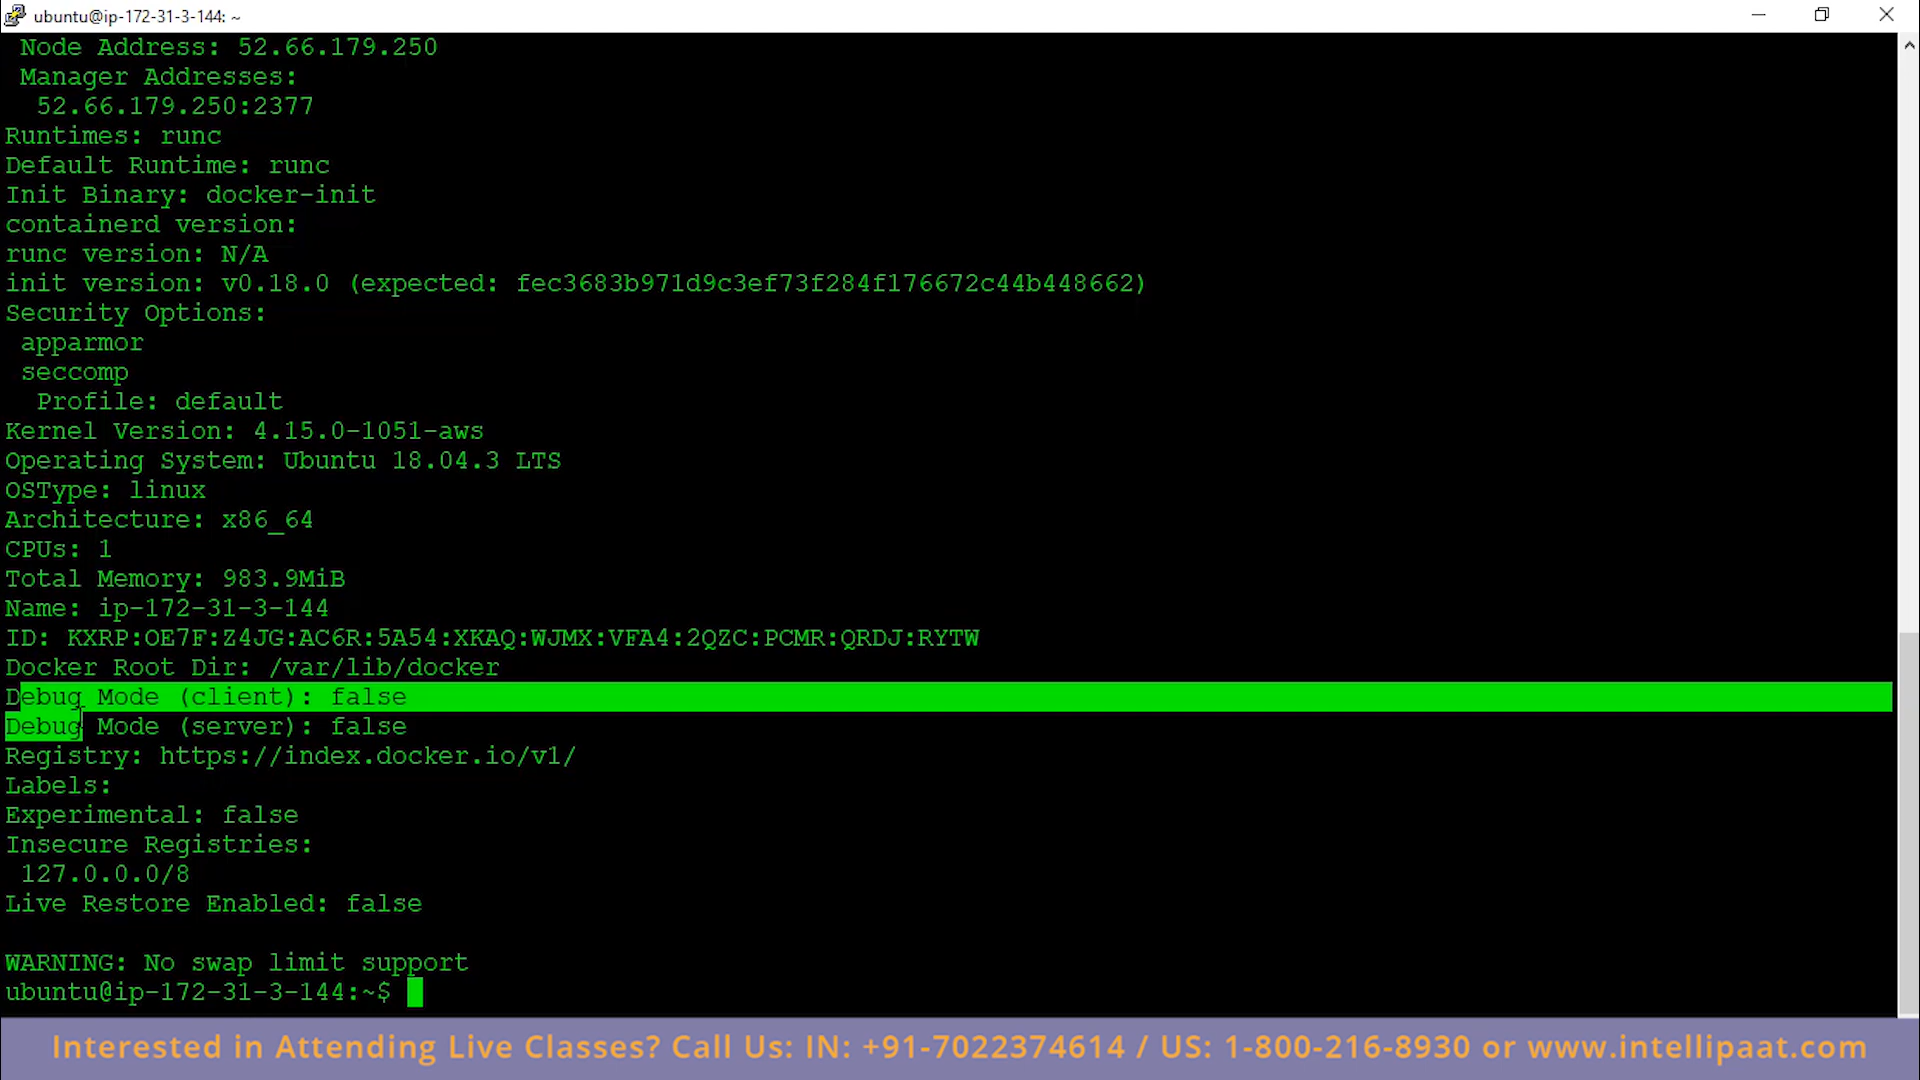 ubuntu@ip-172-31-3-144: ~
Node Address: 52.66.179.250
Manager Addresses:
52.66.179.250:2377
Runtimes: runc
Default Runtime: runc
Init Binary: docker-init
containerd version:
runc version: N/A
init version: v0.18.0 (expected: fec3683b971d9c3ef73f284f176672c44b448662)
Security Options:
apparmor
seccomp
Profile: default
Kernel Version: 4.15.0-1051-aws
Operating System: Ubuntu 18.04.3 LTS
OSType: linux
Architecture: x86_64
CPUs: 1
Total Memory: 983.9MiB
Name: ip-172-31-3-144
ID: KXRP:OE7F:Z4JG:AC6R:5A54:XKAQ:WJMX:VFA4:2QZC:PCMR:QRDJ:RYTW
Docker Root Dir: /var/lib/docker
Debug Mode (client): false
Debug Mode (server): false
Registry: https://index.docker.io/v1/
Labels:
Experimental: false
Insecure Registries:
127.0.0.0/8
Live Restore Enabled: false
WARNING: No swap limit support
ubuntu@ip-172-31-3-144:~$
Interested in Attending Live Classes? Call Us: IN: +91-7022374614 / US: 1-800-216-8930 or www.intellipaat.com